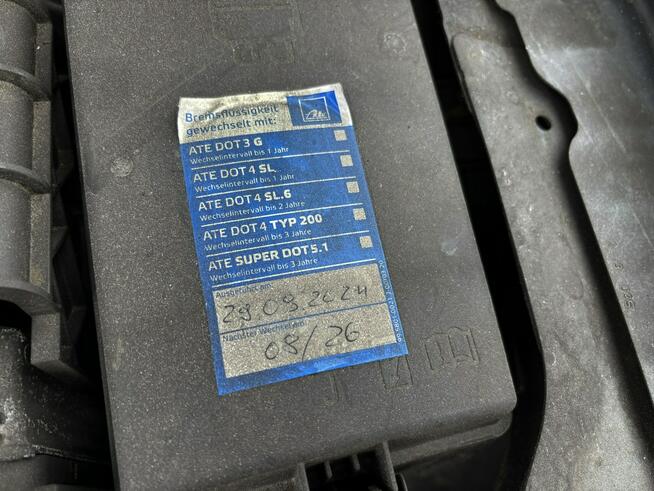 Bremsflüssigkeit
gewechselt mit:
ATE DOT 3 G
Wechselintervall bis 1 Jahr
ATE DOT 4 SL
Wechselintervall bis 1 Jahr
ATE DOT 4 SL.6
Wechselintervall bis 2 Jahre
ATE DOT 4 TYP 200
Wechselintervall bis 3 Jahre
ATE SUPER DOT 5.1
Wechselintervall bis 3 Jahre
Ausgeführt am:
29 09.2024
Nächster Wechsel am:
08/26